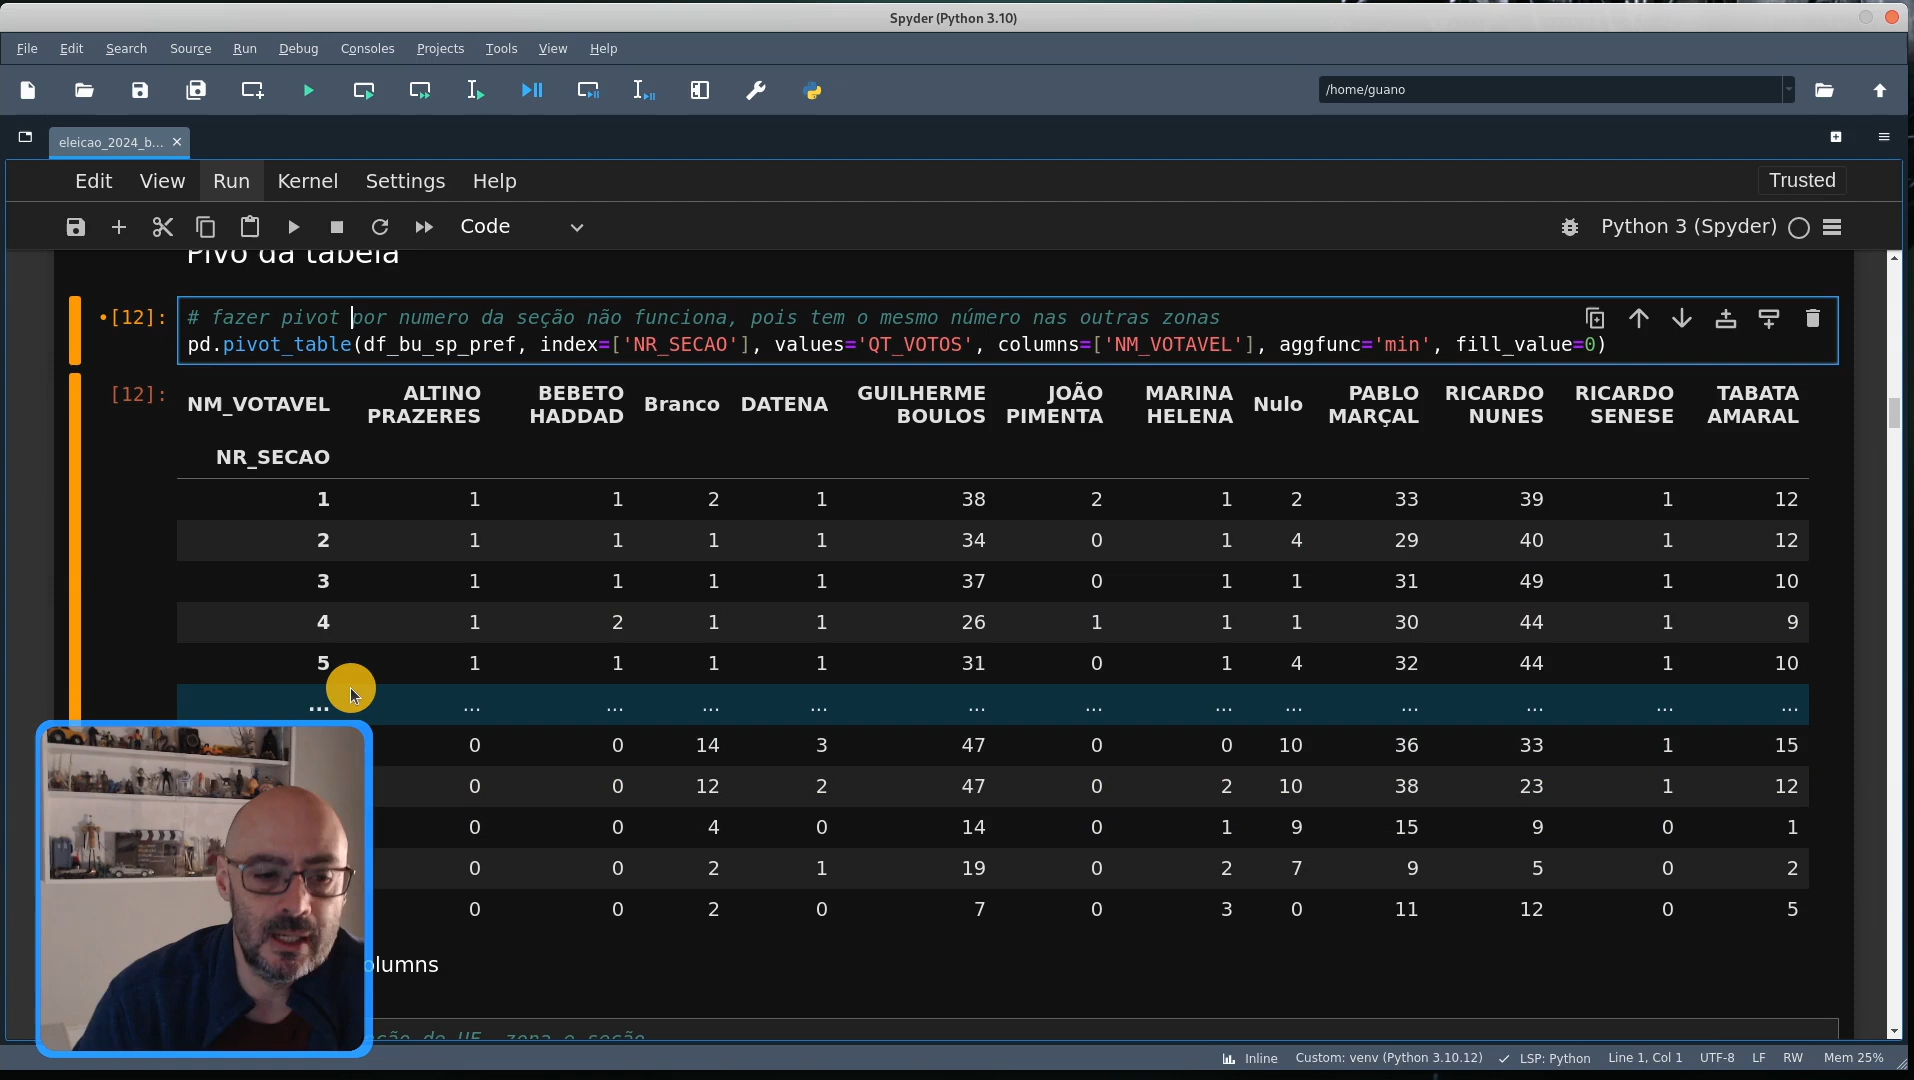 Spyder (Python 3.10)
File Edit Search Source Run Debug Consoles Projects Tools View Help
/home/guano
eleicao_2024_b...
Edit View Run Kernel Settings Help
Trusted
Code
Python 3 (Spyder)
Pivô da tabela
•[12]: # fazer pivot por numero da seção não funciona, pois tem o mesmo número nas outras zonas
pd.pivot_table(df_bu_sp_pref, index=['NR_SECAO'], values='QT_VOTOS', columns=['NM_VOTAVEL'], aggfunc='min', fill_value=0)
[12]: NM_VOTAVEL ALTINO PRAZERES BEBETO HADDAD Branco DATENA GUILHERME BOULOS JOÃO PIMENTA MARINA HELENA Nulo PABLO MARÇAL RICARDO NUNES RICARDO SENESE TABATA AMARAL
NR_SECAO
1 1 1 2 1 38 2 1 2 33 39 1 12
2 1 1 1 1 34 0 1 4 29 40 1 12
3 1 1 1 1 37 0 1 1 31 49 1 10
4 1 2 1 1 26 1 1 1 30 44 1 9
5 1 1 1 1 31 0 1 4 32 44 1 10
... ... ... ... ... ... ... ... ... ... ... ... ...
0 0 14 3 47 0 0 10 36 33 1 15
0 0 12 2 47 0 2 10 38 23 1 12
0 0 4 0 14 0 1 9 15 9 0 1
0 0 2 1 19 0 2 7 9 5 0 2
0 0 2 0 7 0 3 0 11 12 0 5
olumns
de UF, zona e seção
Inline Custom: venv (Python 3.10.12) LSP: Python Line 1, Col 1 UTF-8 LF RW Mem 25%